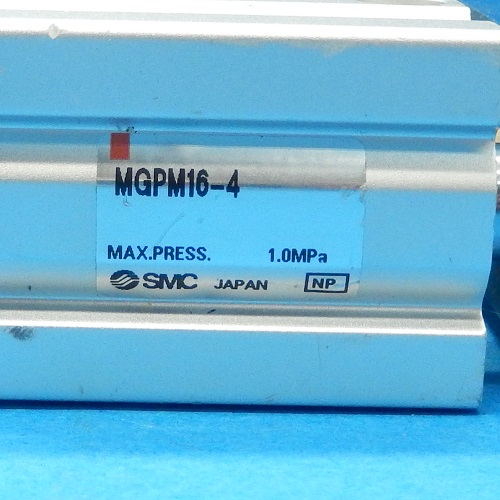 MGPM16-4
MAX.PRESS. 1.0MPa
SMC JAPAN NP